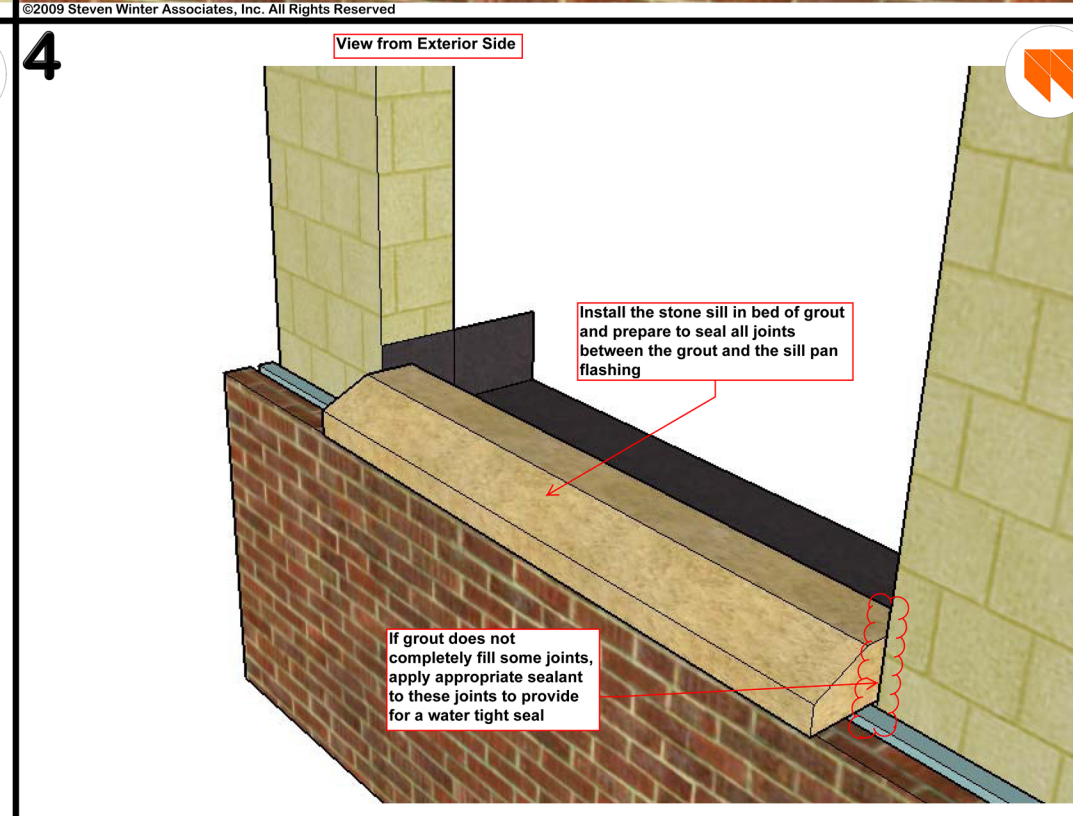 ©2009 Steven Winter Associates, Inc. All Rights Reserved
4
View from Exterior Side
Install the stone sill in bed of grout
and prepare to seal all joints
between the grout and the sill pan
flashing
If grout does not
completely fill some joints,
apply appropriate sealant
to these joints to provide
for a water tight seal